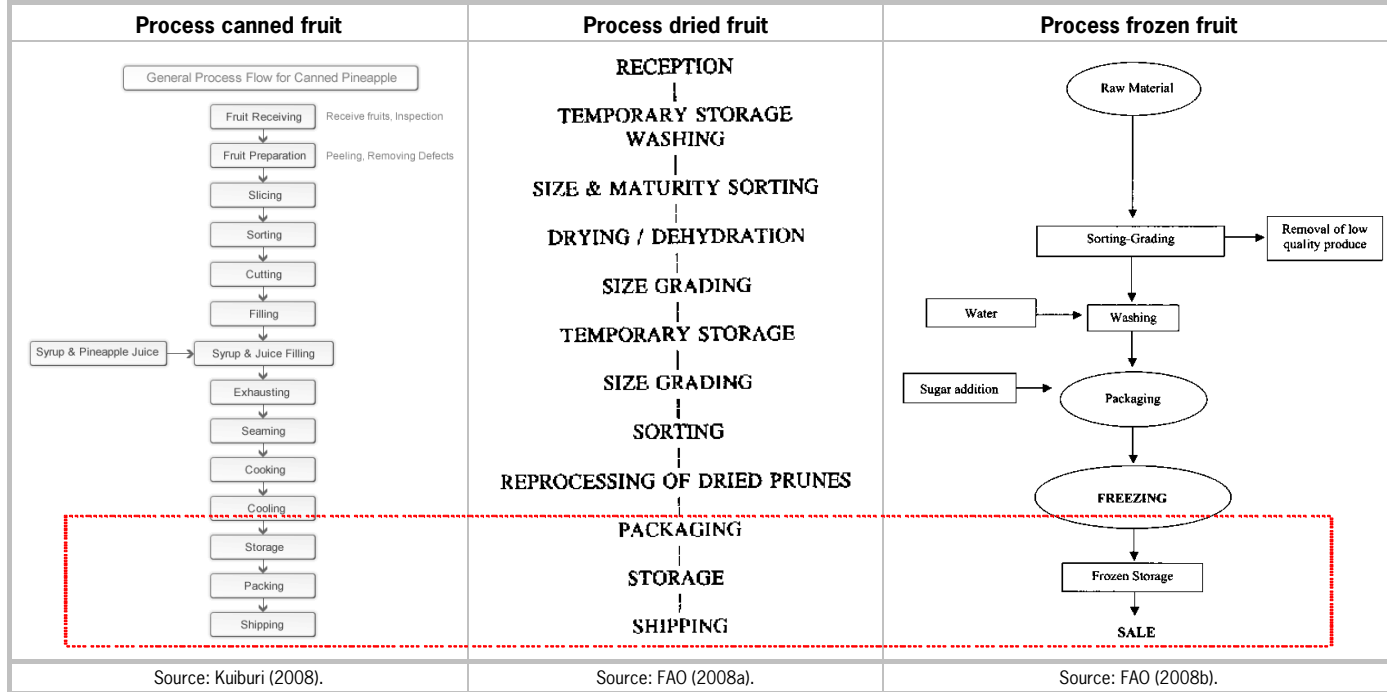 Process canned fruit
General Process Flow for Canned Pineapple
Fruit Receiving
Receive fruits, Inspection
Fruit Preparation
Peeling, Removing Defects
Slicing
Sorting
Cutting
Filling
Syrup & Pineapple Juice
Syrup & Juice Filling
Exhausting
Seaming
Cooking
Cooling
Storage
Packing
Shipping
Source: Kuiburi (2008).
Process dried fruit
RECEPTION
TEMPORARY STORAGE
WASHING
SIZE & MATURITY SORTING
DRYING / DEHYDRATION
SIZE GRADING
TEMPORARY STORAGE
SIZE GRADING
SORTING
REPROCESSING OF DRIED PRUNES
PACKAGING
STORAGE
SHIPPING
Source: FAO (2008a).
Process frozen fruit
Raw Material
Sorting-Grading
Removal of low
quality produce
Water
Washing
Sugar addition
Packaging
FREEZING
Frozen Storage
SALE
Source: FAO (2008b).